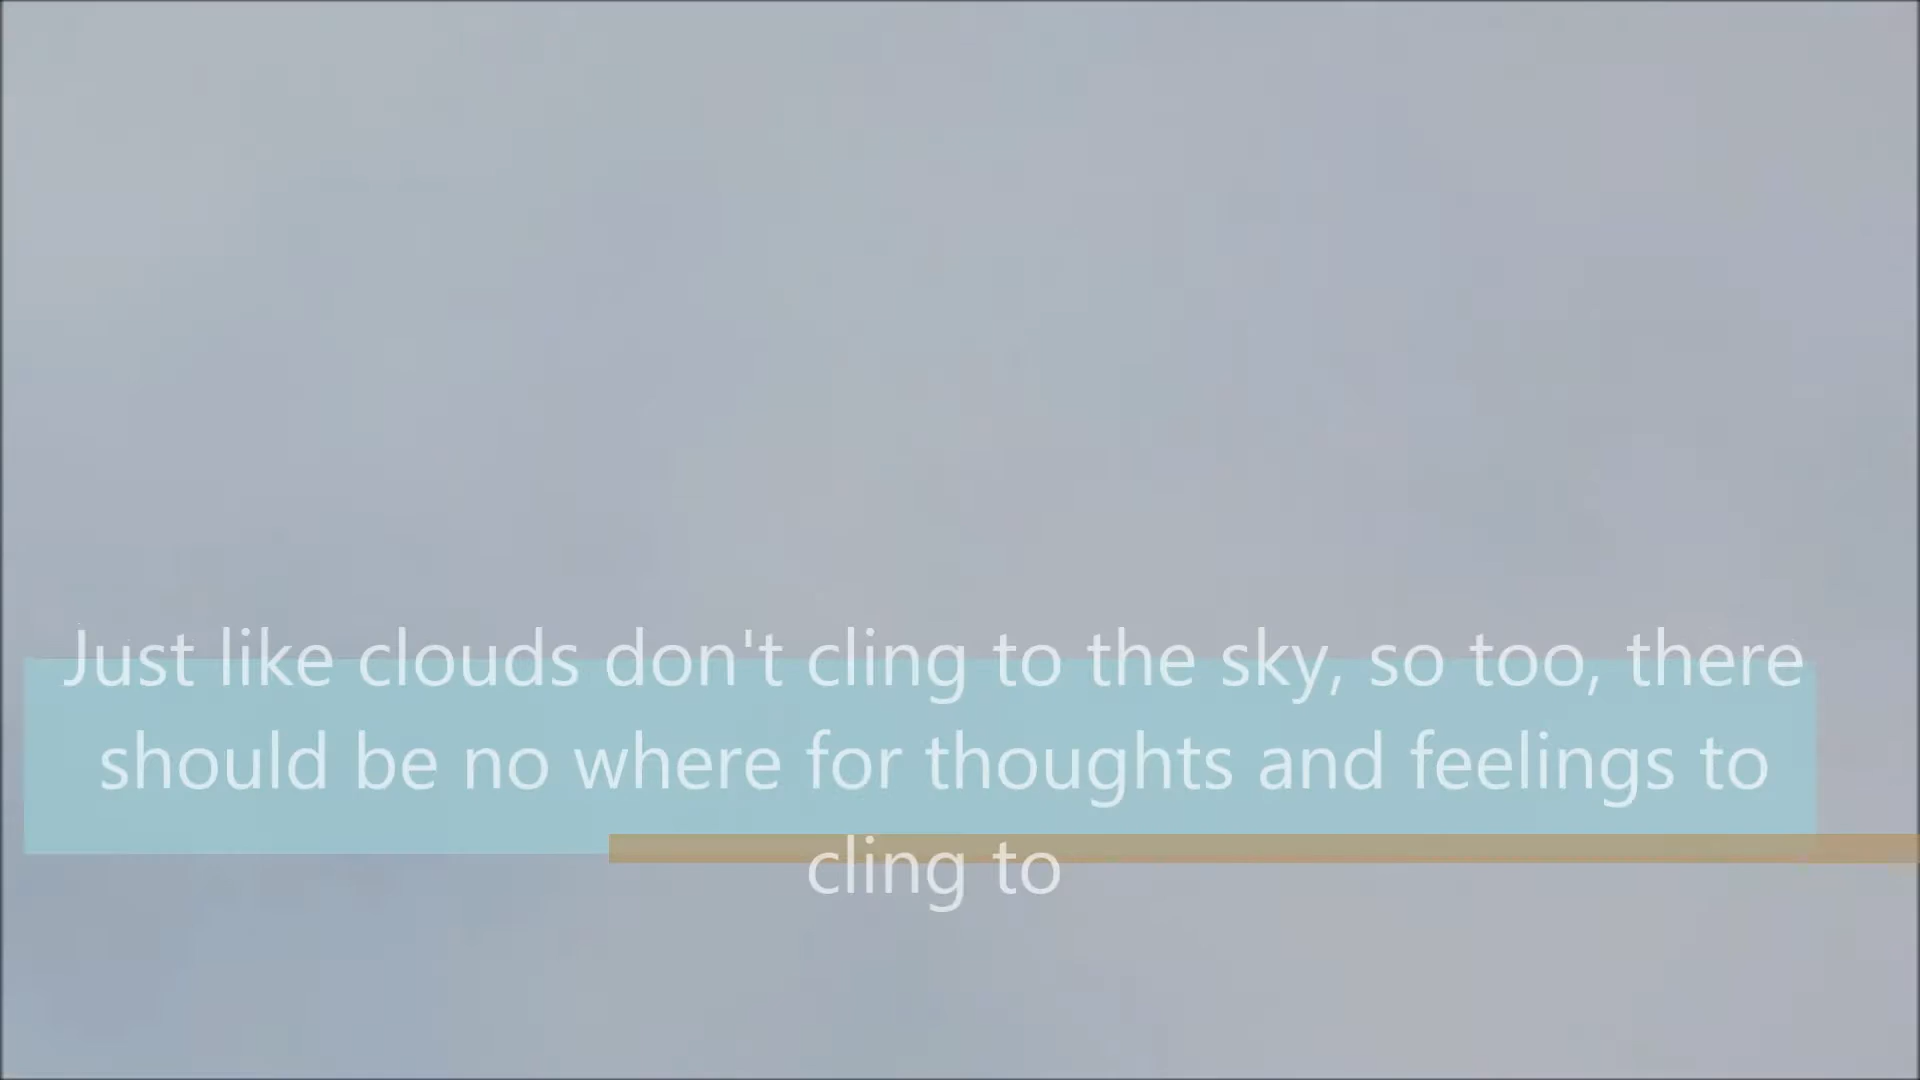 Just like clouds don't cling to the sky, so too, there
should be no where for thoughts and feelings to
cling to